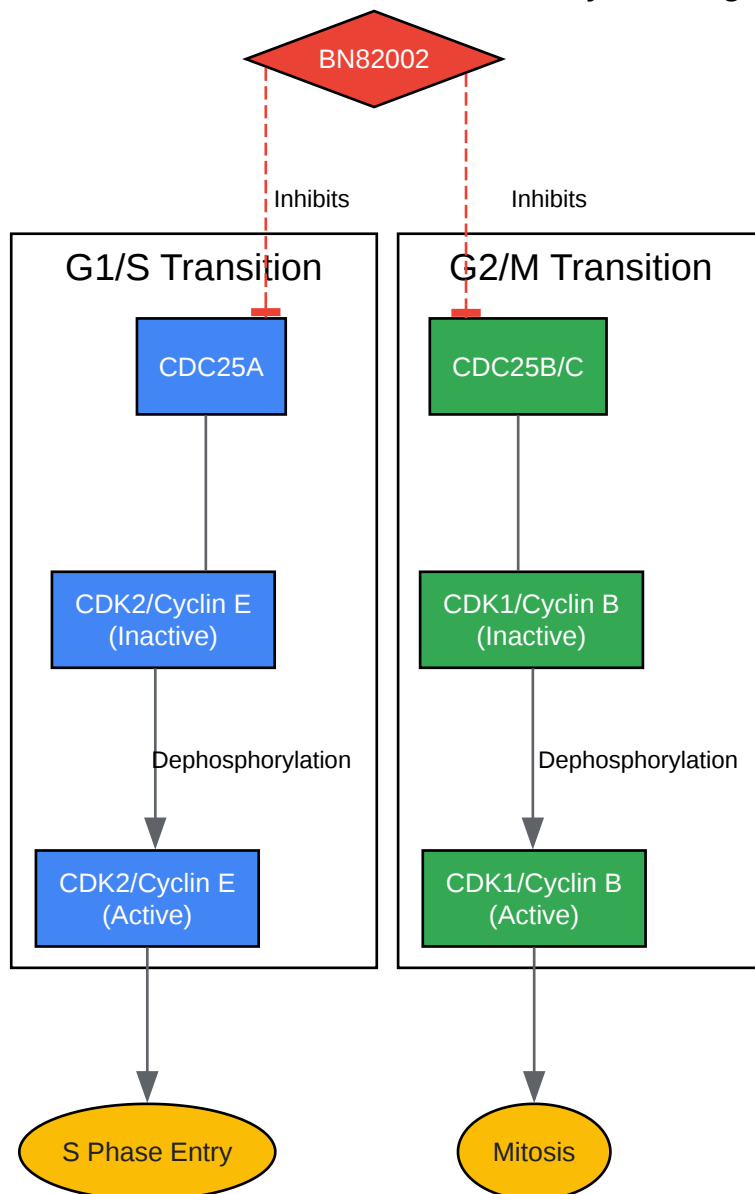 BN82002
Inhibits
Inhibits
G1/S Transition
G2/M Transition
CDC25A
CDC25B/C
CDK2/Cyclin E
(Inactive)
CDK1/Cyclin B
(Inactive)
Dephosphorylation
Dephosphorylation
CDK2/Cyclin E
(Active)
CDK1/Cyclin B
(Active)
S Phase Entry
Mitosis